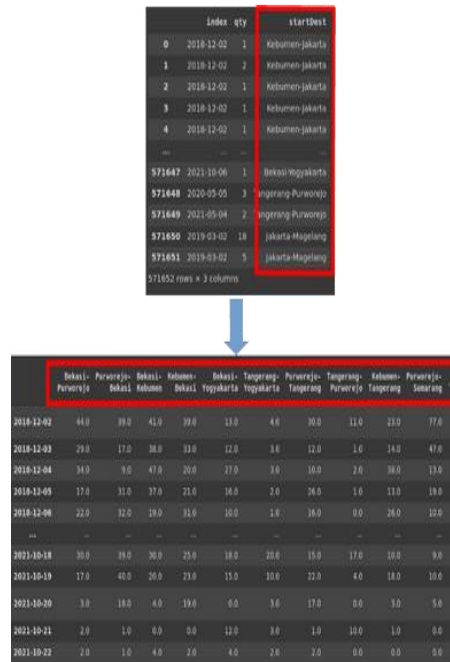 index qty startDest
0 2018-12-02 1 Kebumen-Jakarta
1 2018-12-02 2 Kebumen-Jakarta
2 2018-12-02 1 Kebumen-Jakarta
3 2018-12-02 1 Kebumen-Jakarta
4 2018-12-02 1 Kebumen-Jakarta
... ... ... ...
571647 2021-10-06 1 Bekasi-Yogyakarta
571648 2020-05-05 3 Tangerang-Purworejo
571649 2021-05-04 2 Tangerang-Purworejo
571650 2019-03-02 18 Jakarta-Magelang
571651 2019-03-02 5 Jakarta-Magelang
571652 rows × 3 columns
Bekasi- Purworejo- Bekasi- Kebumen- Bekasi- Tangerang- Purworejo- Tangerang- Kebumen- Purworejo-
Purworejo Bekasi Kebumen Bekasi Yogyakarta Yogyakarta Tangerang Purworejo Tangerang Semarang
2018-12-02 44.0 39.0 41.0 39.0 13.0 4.0 30.0 11.0 23.0 77.0
2018-12-03 29.0 17.0 38.0 33.0 12.0 3.0 12.0 1.0 14.0 47.0
2018-12-04 34.0 9.0 47.0 20.0 27.0 3.0 10.0 2.0 38.0 13.0
2018-12-05 17.0 31.0 37.0 21.0 16.0 2.0 26.0 1.0 13.0 19.0
2018-12-06 22.0 32.0 19.0 31.0 10.0 1.0 16.0 0.0 26.0 10.0
... ... ... ... ... ... ... ... ... ... ...
2021-10-18 30.0 39.0 30.0 25.0 18.0 20.0 15.0 17.0 10.0 9.0
2021-10-19 17.0 40.0 20.0 23.0 15.0 10.0 22.0 4.0 18.0 10.0
2021-10-20 3.0 18.0 4.0 19.0 6.0 3.0 17.0 0.0 3.0 5.0
2021-10-21 2.0 1.0 0.0 0.0 12.0 3.0 1.0 10.0 1.0 0.0
2021-10-22 2.0 1.0 4.0 2.0 4.0 2.0 2.0 0.0 0.0 0.0